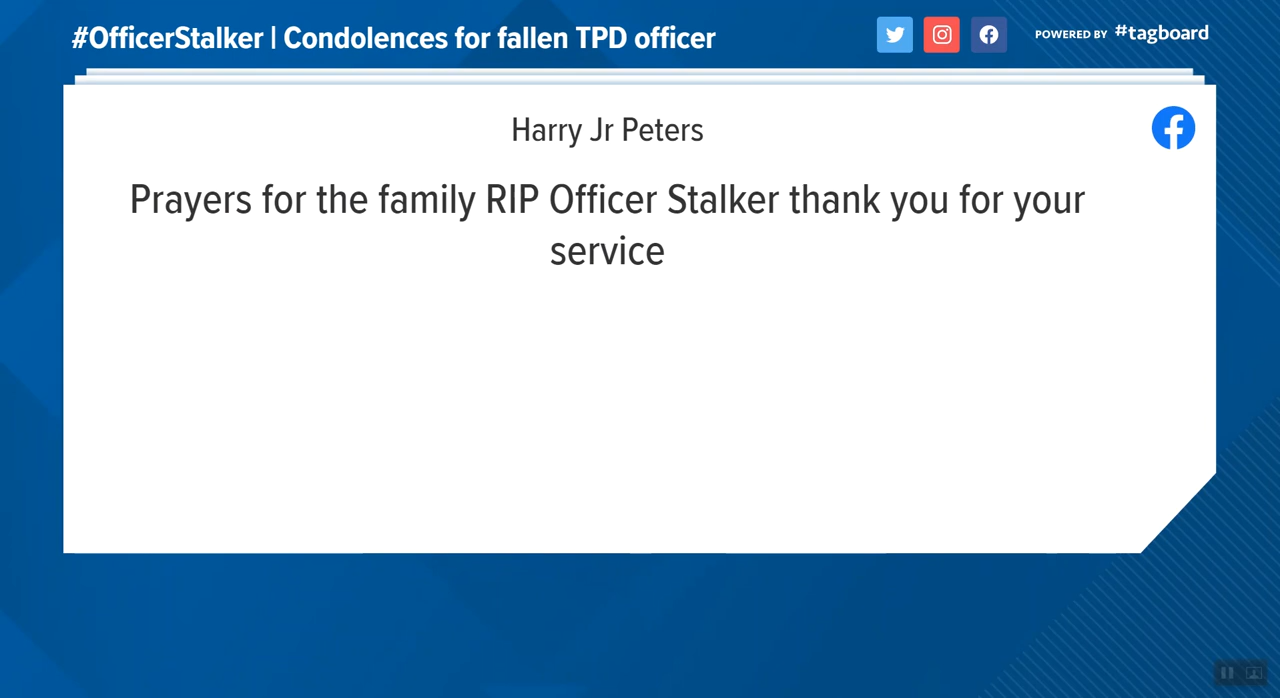 #OfficerStalker | Condolences for fallen TPD officer
POWERED BY #tagboard
Harry Jr Peters
Prayers for the family RIP Officer Stalker thank you for your
service